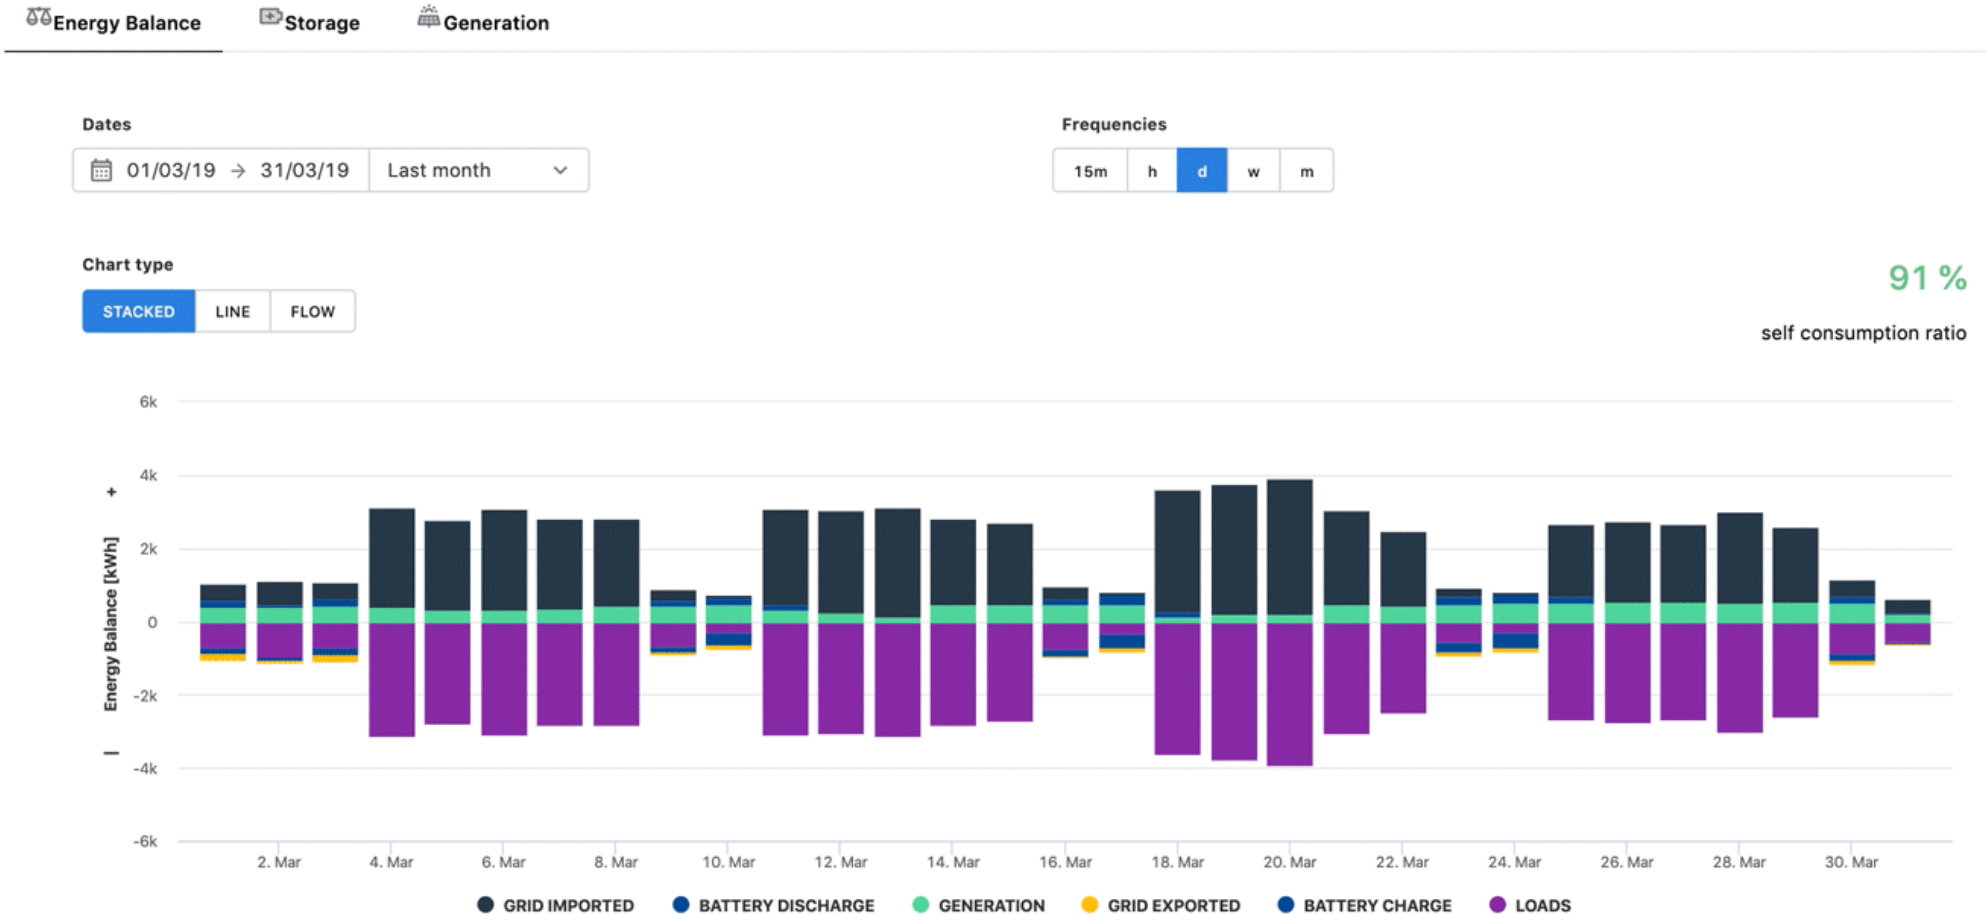 Energy Balance Storage Generation
Dates Frequencies
01/03/19 → 31/03/19 Last month 15m h d w m
Chart type
91 %
STACKED LINE FLOW
self consumption ratio
6k
4k
2k
0
-2k
-4k
-6k
— Energy Balance [kWh] +
2. Mar 4. Mar 6. Mar 8. Mar 10. Mar 12. Mar 14. Mar 16. Mar 18. Mar 20. Mar 22. Mar 24. Mar 26. Mar 28. Mar 30. Mar
GRID IMPORTED BATTERY DISCHARGE GENERATION GRID EXPORTED BATTERY CHARGE LOADS